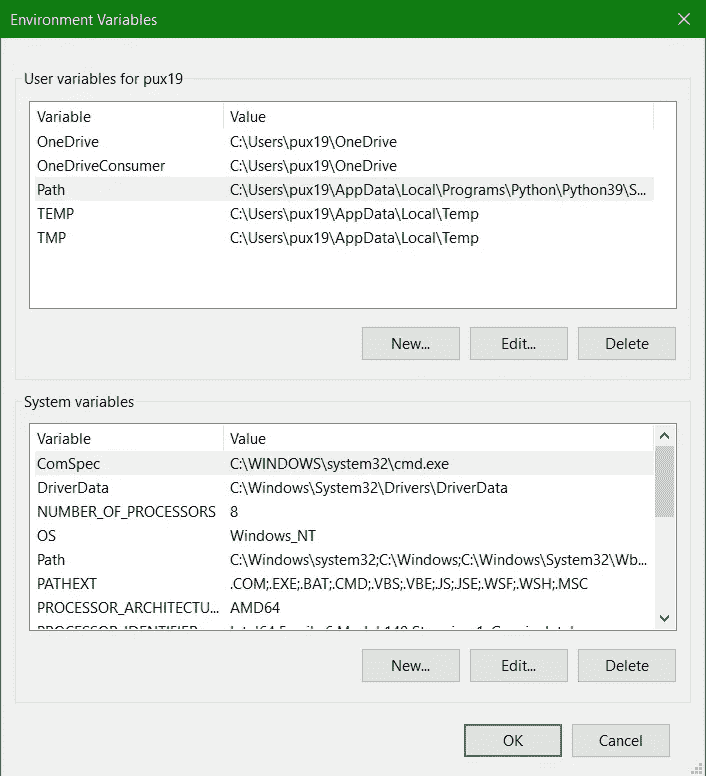 Environment Variables
User variables for pux19
Variable Value
OneDrive C:\Users\pux19\OneDrive
OneDriveConsumer C:\Users\pux19\OneDrive
Path C:\Users\pux19\AppData\Local\Programs\Python\Python39\S...
TEMP C:\Users\pux19\AppData\Local\Temp
TMP C:\Users\pux19\AppData\Local\Temp
New... Edit... Delete
System variables
Variable Value
ComSpec C:\WINDOWS\system32\cmd.exe
DriverData C:\Windows\System32\Drivers\DriverData
NUMBER_OF_PROCESSORS 8
OS Windows_NT
Path C:\Windows\system32;C:\Windows;C:\Windows\System32\Wb...
PATHEXT .COM;.EXE;.BAT;.CMD;.VBS;.VBE;.JS;.JSE;.WSF;.WSH;.MSC
PROCESSOR_ARCHITECTU... AMD64
New... Edit... Delete
OK Cancel